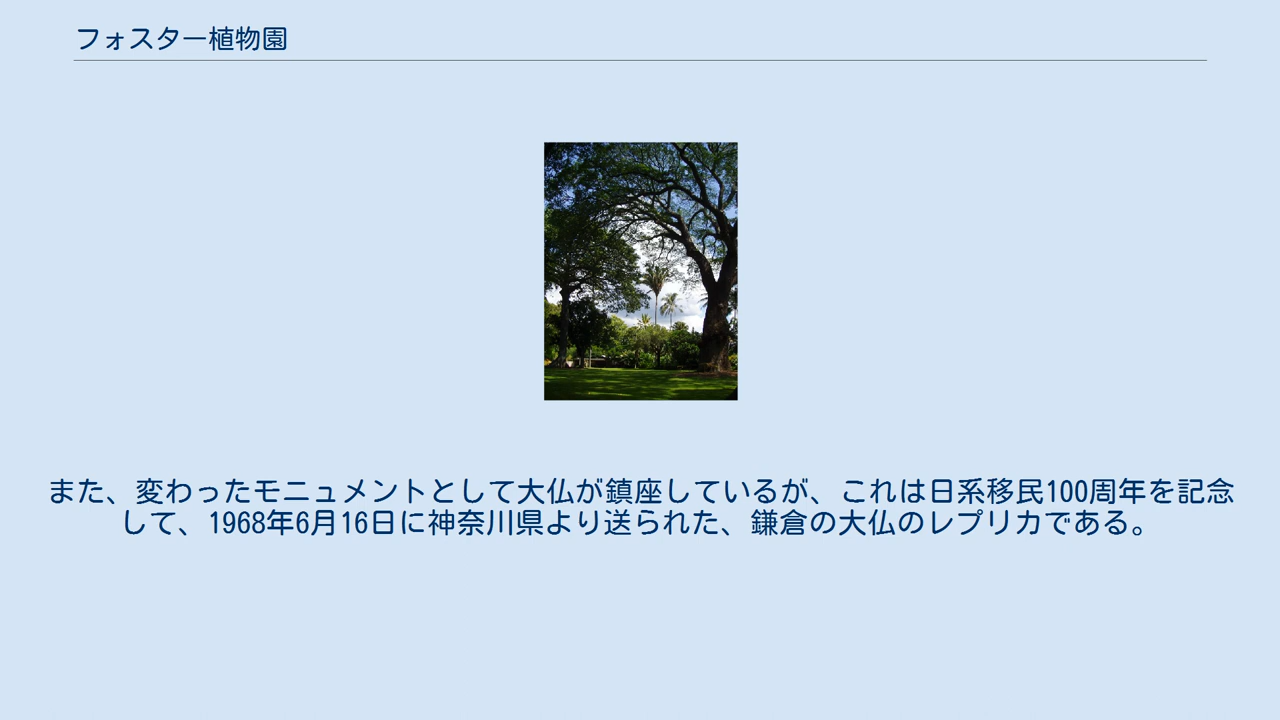 フォスター植物園
また、変わったモニュメントとして大仏が鎮座しているが、これは日系移民100周年を記念
して、1968年6月16日に神奈川県より送られた、鎌倉の大仏のレプリカである。